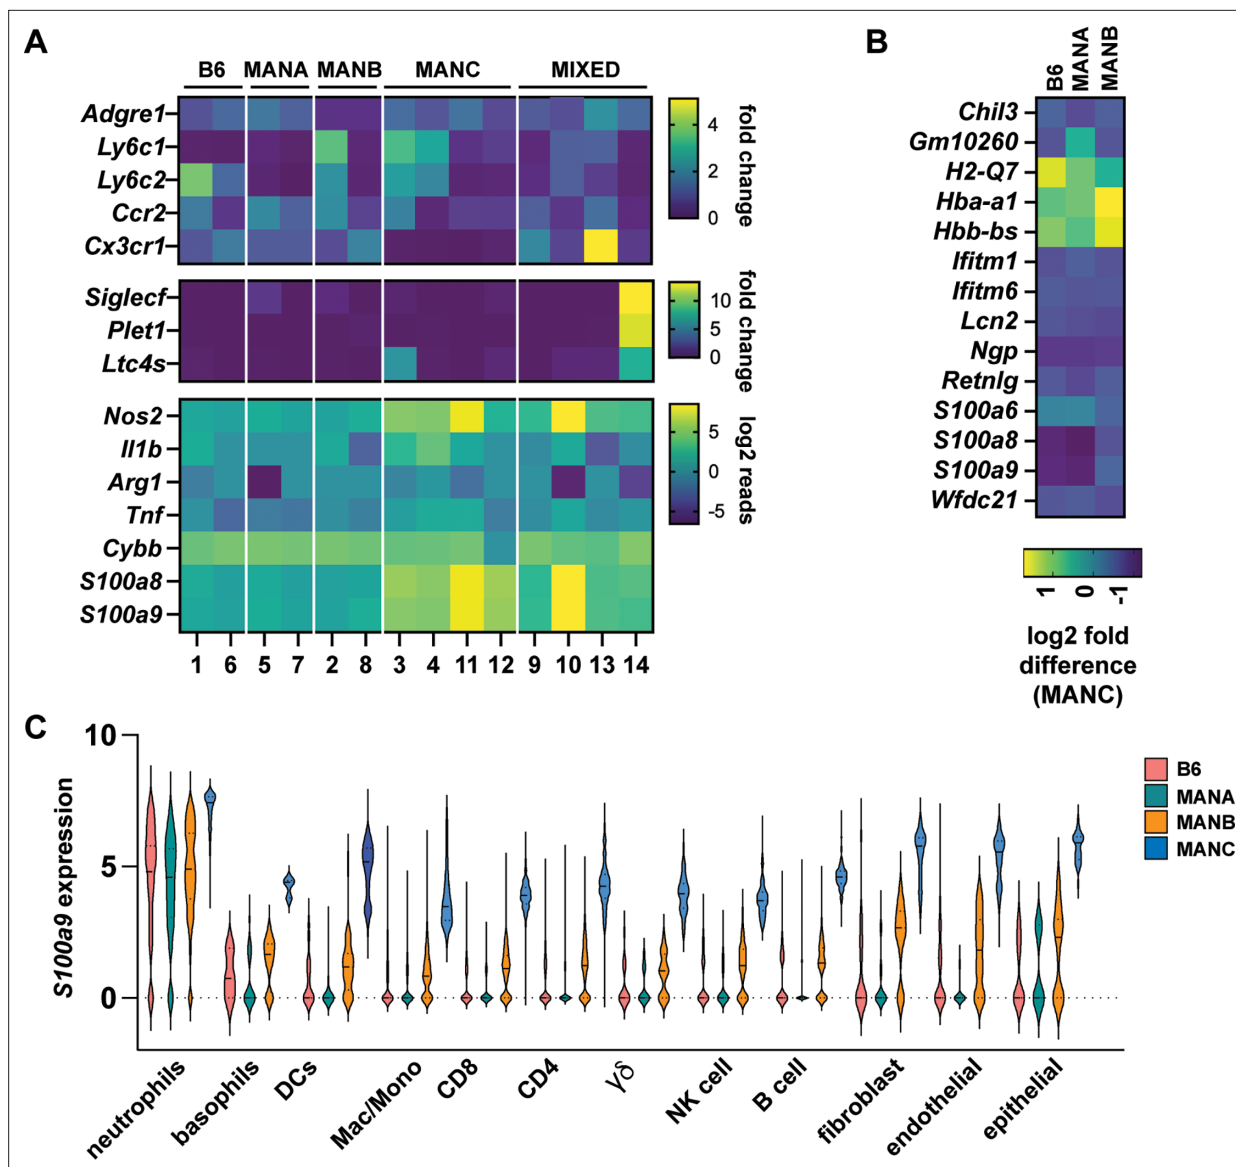 A
B6 MANA MANB MANC MIXED
Adgre1
Ly6c1
Ly6c2
Ccr2
Cx3cr1
4
2
0
fold change
Siglecf
Plet1
Ltc4s
10
5
0
fold change
Nos2
Il1b
Arg1
Tnf
Cybb
S100a8
S100a9
5
0
-5
log2 reads
1 6 5 7 2 8 3 4 11 12 9 10 13 14
B
B6 MANA MANB
Chil3
Gm10260
H2-Q7
Hba-a1
Hbb-bs
Ifitm1
Ifitm6
Lcn2
Ngp
Retnlg
S100a6
S100a8
S100a9
Wfdc21
1 0 -1
log2 fold
difference
(MANC)
C
S100a9 expression
10
5
0
neutrophils basophils DCs Mac/Mono CD8 CD4 γδ NK cell B cell fibroblast endothelial epithelial
B6
MANA
MANB
MANC